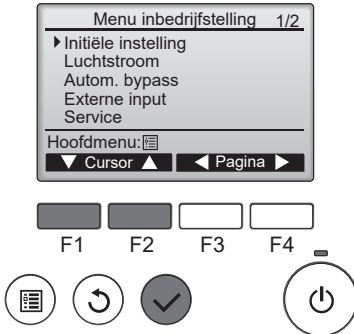 Menu inbedrijfstelling 1/2
Initiële instelling
Luchtstroom
Autom. bypass
Externe input
Service
Hoofdmenu:
Cursor Pagina
F1 F2 F3 F4